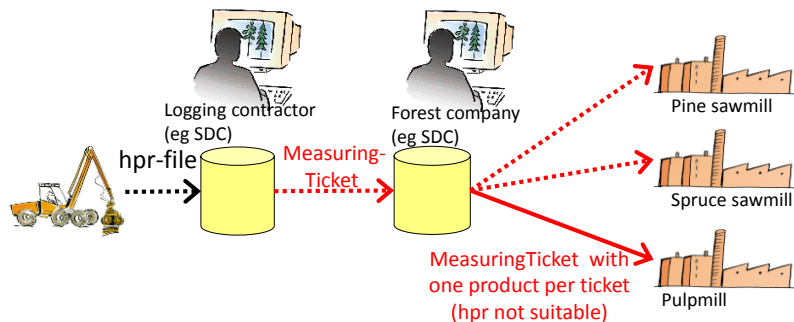 Logging contractor
(eg SDC)
Forest company
(eg SDC)
Pine sawmill
hpr-file
Measuring-
Ticket
Spruce sawmill
MeasuringTicket with
one product per ticket
(hpr not suitable)
Pulpmill